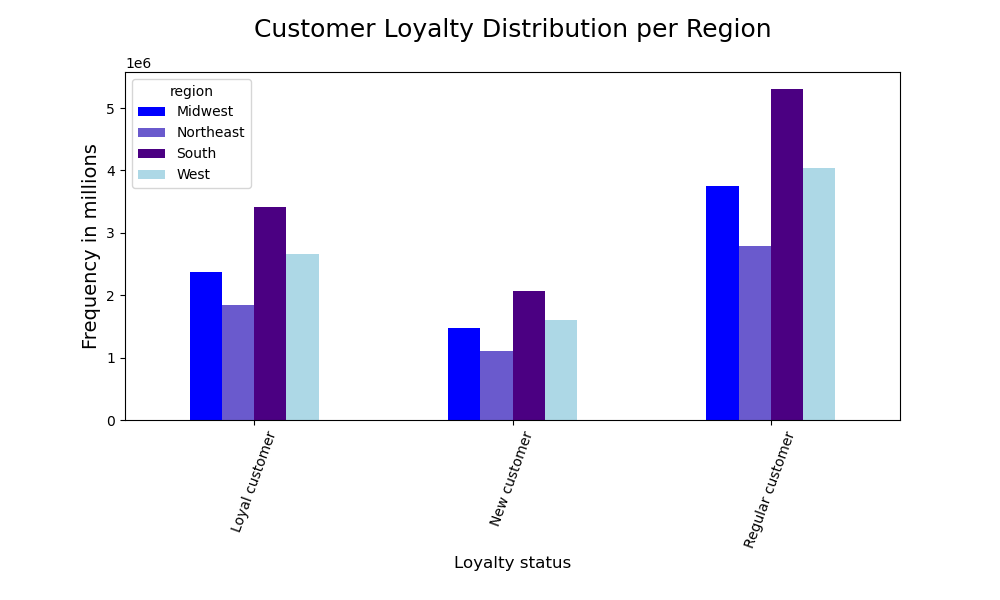 Customer Loyalty Distribution per Region
1e6
region
Midwest
Northeast
South
West
5
4
3
2
1
0
Frequency in millions
Loyal customer
New customer
Regular customer
Loyalty status